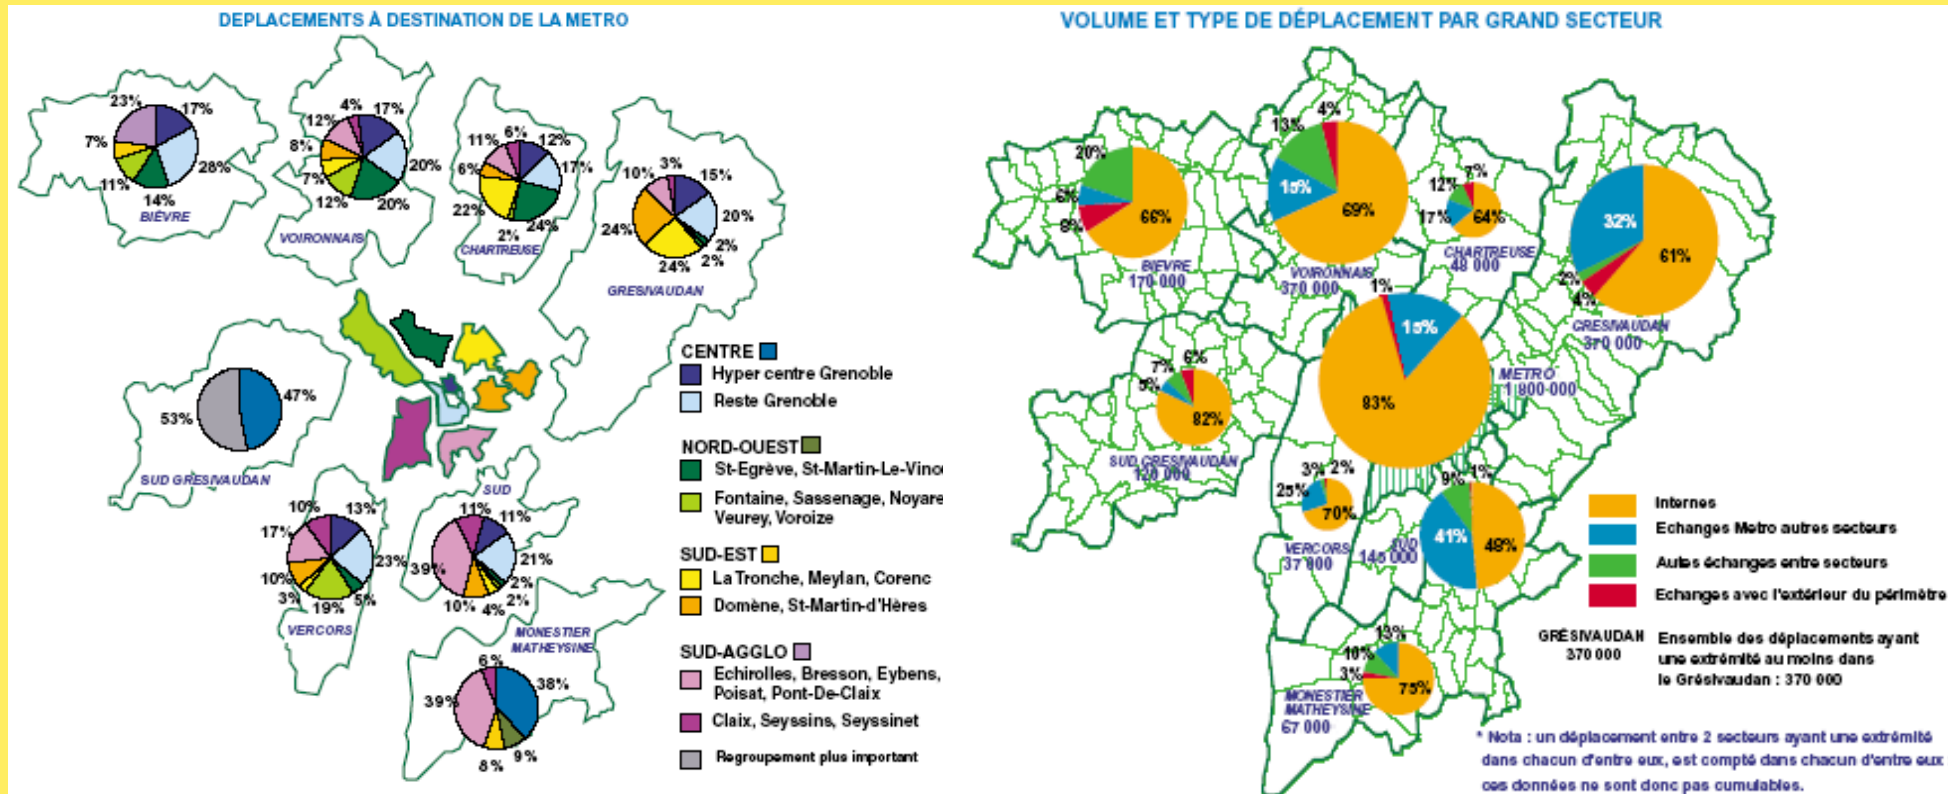 DEPLACEMENTS À DESTINATION DE LA METRO
23%
17%
7%
28%
11%
14%
BIÈVRE
4%
17%
12%
8%
20%
7%
12%
20%
VOIRONNAIS
6%
11%
12%
6%
17%
22%
24%
2%
CHARTREUSE
3%
10%
15%
24%
20%
2%
2%
24%
GRESIVAUDAN
47%
53%
SUD GRESIVAUDAN
10%
13%
17%
23%
10%
3%
5%
19%
VERCORS
SUD
11%
11%
21%
39%
2%
2%
10%
4%
MONESTIER
MATHEYSINE
6%
38%
39%
9%
8%
CENTRE
Hyper centre Grenoble
Reste Grenoble
NORD-OUEST
St-Egrève, St-Martin-Le-Vino
Fontaine, Sassenage, Noyare
Veurey, Voroize
SUD-EST
La Tronche, Meylan, Corenc
Domène, St-Martin-d'Hères
SUD-AGGLO
Echirolles, Bresson, Eybens,
Poisat, Pont-De-Claix
Claix, Seyssins, Seyssinet
Regroupement plus important
VOLUME ET TYPE DE DÉPLACEMENT PAR GRAND SECTEUR
20%
6%
8%
66%
BIEVRE
170 000
4%
13%
15%
69%
VOIRONNAIS
370 000
7%
12%
17%
64%
CHARTREUSE
48 000
32%
61%
2%
4%
GRESIVAUDAN
370 000
1%
15%
83%
METRO
1 800 000
6%
7%
5%
82%
SUD GRESIVAUDAN
120 000
3%
2%
25%
70%
VERCORS
37 000
9%
1%
41%
48%
SUD
145 000
13%
10%
3%
75%
MONESTIER
MATHEYSINE
67 000
Internes
Echanges Metro autres secteurs
Autes échanges entre secteurs
Echanges avec l'extérieur du périmètre
GRÉSIVAUDAN
370 000
Ensemble des déplacements ayant
une extrémité au moins dans
le Grésivaudan : 370 000
* Nota : un déplacement entre 2 secteurs ayant une extrémité
dans chacun d'entre eux, est compté dans chacun d'entre eux
ces données ne sont donc pas cumulables.